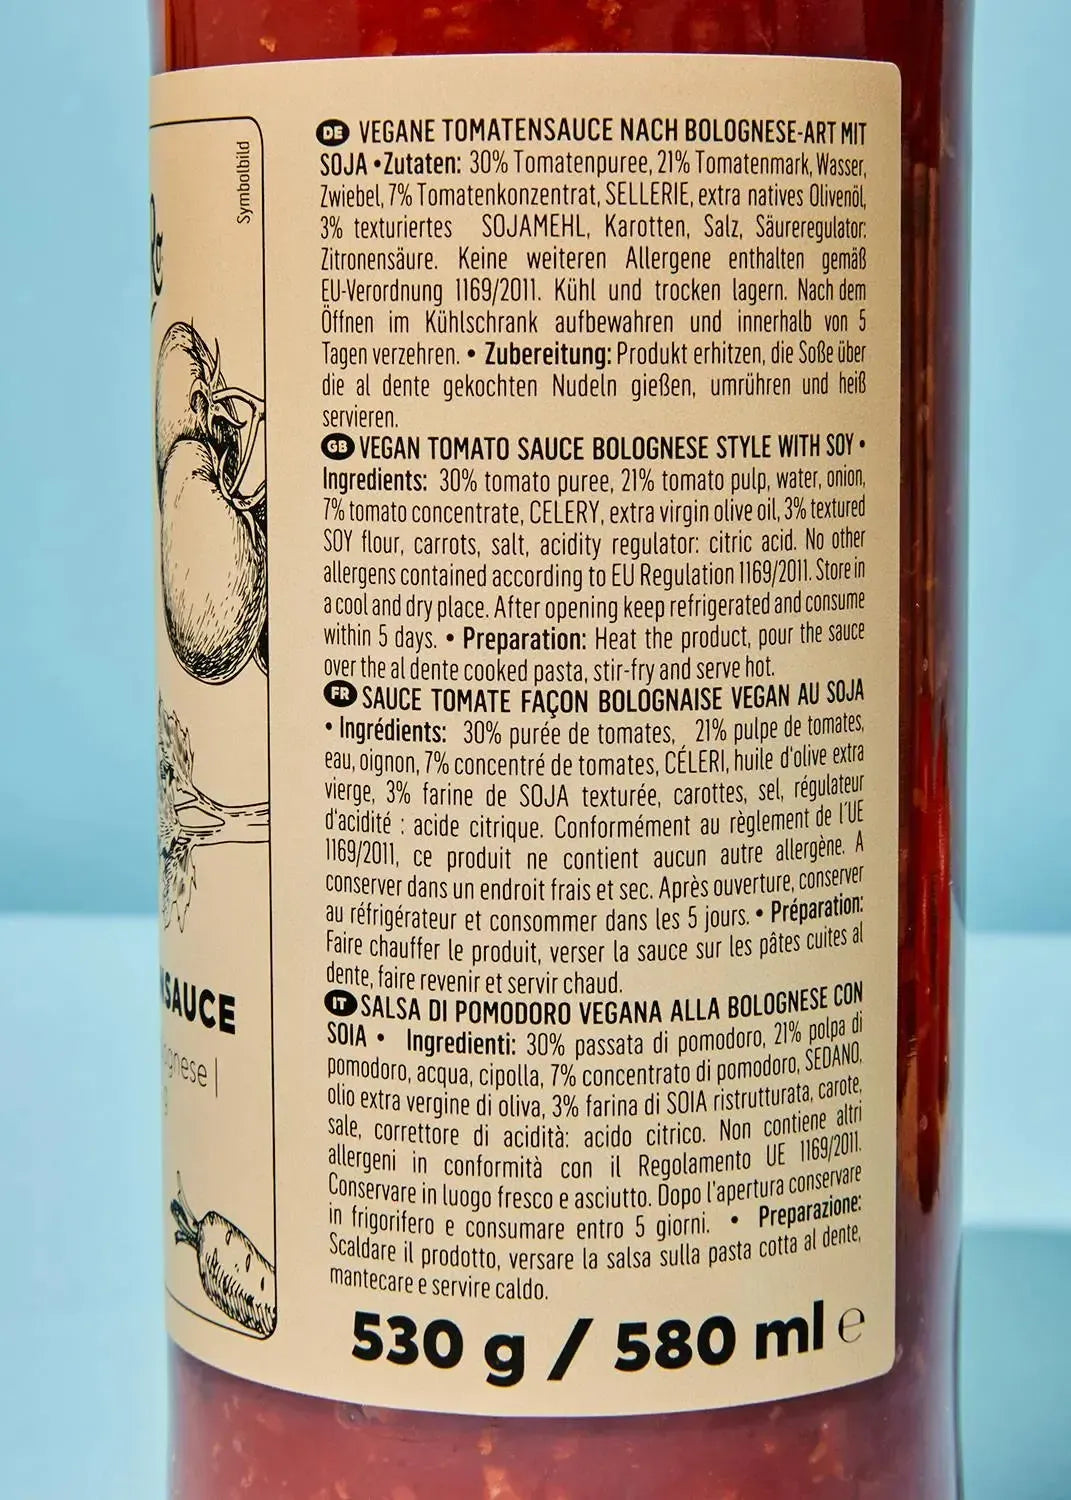 Symbolbild
NSAUCE
gnese |
DE VEGANE TOMATENSAUCE NACH BOLOGNESE-ART MIT
SOJA • Zutaten: 30% Tomatenpuree, 21% Tomatenmark, Wasser,
Zwiebel, 7% Tomatenkonzentrat, SELLERIE, extra natives Olivenöl,
3% texturiertes SOJAMEHL, Karotten, Salz, Säureregulator:
Zitronensäure. Keine weiteren Allergene enthalten gemäß
EU-Verordnung 1169/2011. Kühl und trocken lagern. Nach dem
Öffnen im Kühlschrank aufbewahren und innerhalb von 5
Tagen verzehren. • Zubereitung: Produkt erhitzen, die Soße über
die al dente gekochten Nudeln gießen, umrühren und heiß
servieren.
GB VEGAN TOMATO SAUCE BOLOGNESE STYLE WITH SOY •
Ingredients: 30% tomato puree, 21% tomato pulp, water, onion,
7% tomato concentrate, CELERY, extra virgin olive oil, 3% textured
SOY flour, carrots, salt, acidity regulator: citric acid. No other
allergens contained according to EU Regulation 1169/2011. Store in
a cool and dry place. After opening keep refrigerated and consume
within 5 days. • Preparation: Heat the product, pour the sauce
over the al dente cooked pasta, stir-fry and serve hot.
FR SAUCE TOMATE FAÇON BOLOGNAISE VEGAN AU SOJA
• Ingrédients: 30% purée de tomates, 21% pulpe de tomates,
eau, oignon, 7% concentré de tomates, CÉLERI, huile d'olive extra
vierge, 3% farine de SOJA texturée, carottes, sel, régulateur
d'acidité : acide citrique. Conformément au règlement de l'UE
1169/2011, ce produit ne contient aucun autre allergène. A
conserver dans un endroit frais et sec. Après ouverture, conserver
au réfrigérateur et consommer dans les 5 jours. • Préparation:
Faire chauffer le produit, verser la sauce sur les pâtes cuites al
dente, faire revenir et servir chaud.
IT SALSA DI POMODORO VEGANA ALLA BOLOGNESE CON
SOIA • Ingredienti: 30% passata di pomodoro, 21% polpa di
pomodoro, acqua, cipolla, 7% concentrato di pomodoro, SEDANO,
olio extra vergine di oliva, 3% farina di SOIA ristrutturata, carote,
sale, correttore di acidità: acido citrico. Non contiene altri
allergeni in conformità con il Regolamento UE 1169/2011.
Conservare in luogo fresco e asciutto. Dopo l'apertura conservare
in frigorifero e consumare entro 5 giorni. • Preparazione:
Scaldare il prodotto, versare la salsa sulla pasta cotta al dente,
mantecare e servire caldo.
530 g / 580 ml e